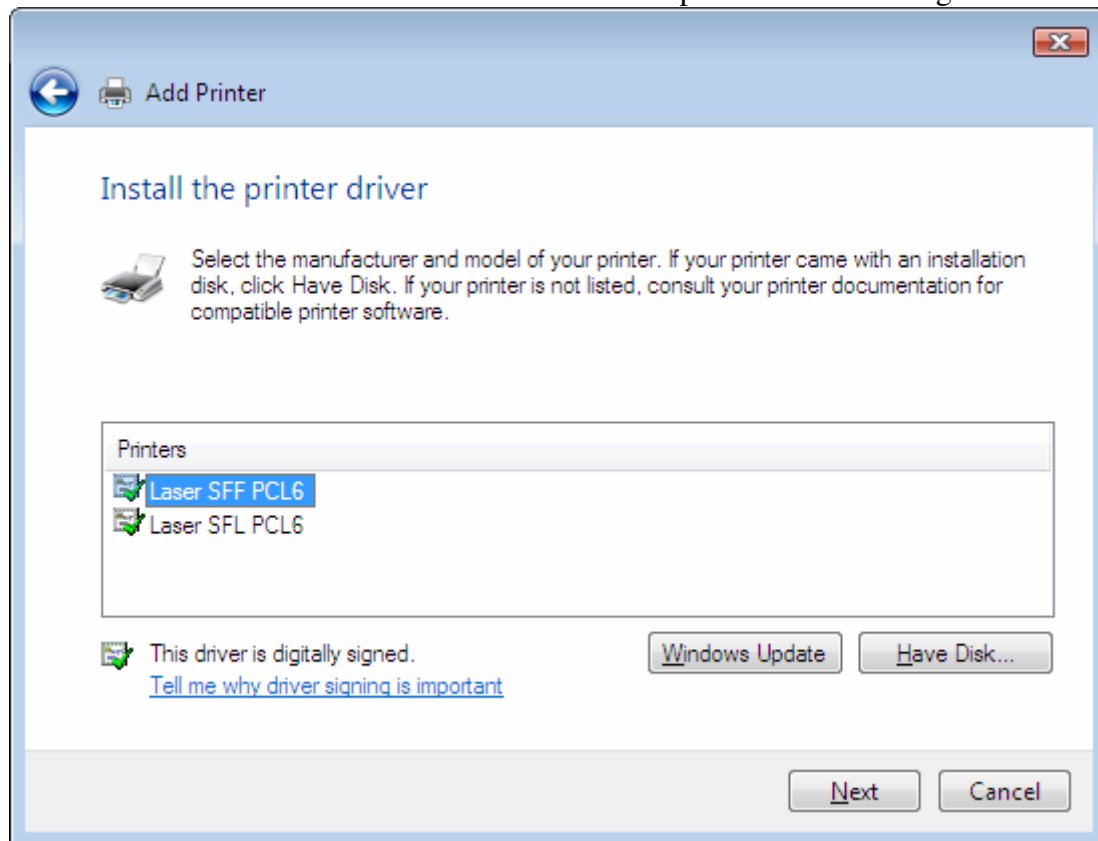 Add Printer
Install the printer driver
Select the manufacturer and model of your printer. If your printer came with an installation
disk, click Have Disk. If your printer is not listed, consult your printer documentation for
compatible printer software.
Printers
Laser SFF PCL6
Laser SFL PCL6
This driver is digitally signed.
Windows Update
Have Disk...
Tell me why driver signing is important
Next
Cancel